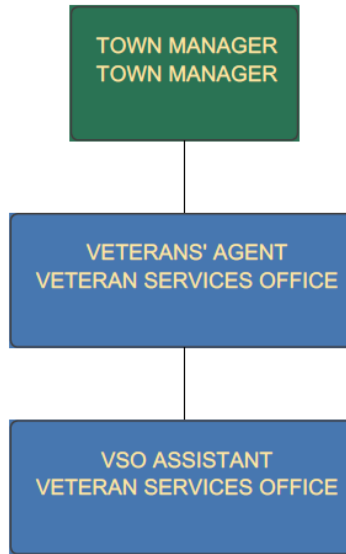 TOWN MANAGER
TOWN MANAGER
VETERANS' AGENT
VETERAN SERVICES OFFICE
VSO ASSISTANT
VETERAN SERVICES OFFICE